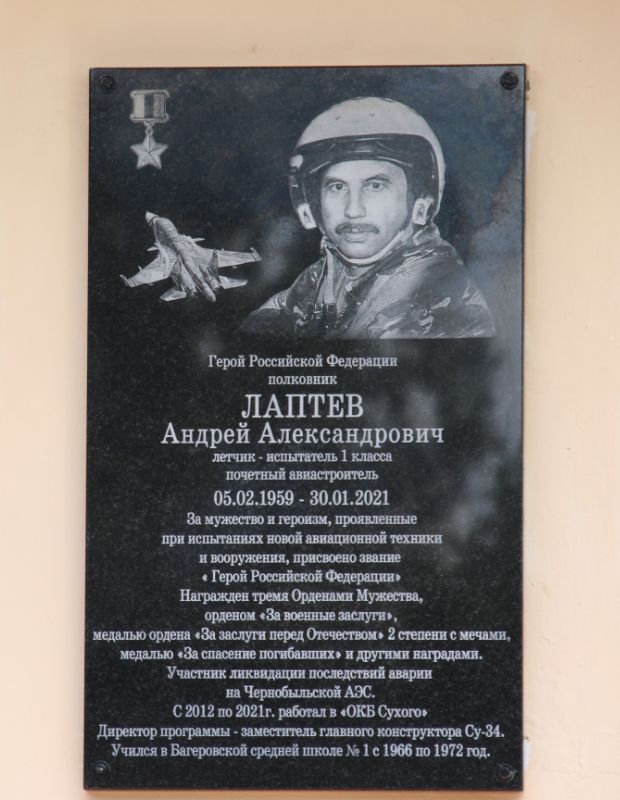 Герой Российской Федерации
полковник
ЛАПТЕВ
Андрей Александрович
летчик - испытатель 1 класса
почетный авиастроитель
05.02.1959 - 30.01.2021
За мужество и героизм, проявленные
при испытаниях новой авиационной техники
и вооружения, присвоено звание
« Герой Российской Федерации»
Награжден тремя Орденами Мужества,
орденом «За военные заслуги»,
медалью ордена «За заслуги перед Отечеством» 2 степени с мечами,
медалью «За спасение погибавших» и другими наградами.
Участник ликвидации последствий аварии
на Чернобыльской АЭС.
С 2012 по 2021г. работал в «ОКБ Сухого»
Директор программы - заместитель главного конструктора Су-34.
Учился в Багеровской средней школе № 1 с 1966 по 1972 год.